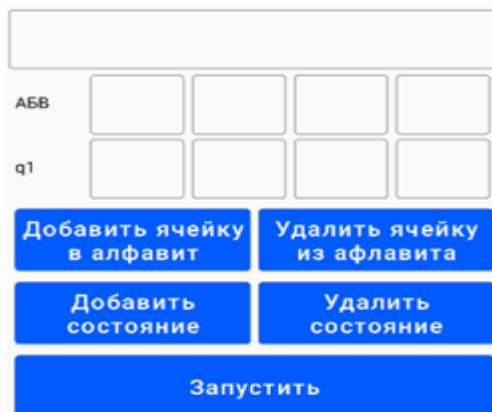 АБВ
q1
Добавить ячейку
в алфавит
Удалить ячейку
из афлавита
Добавить
состояние
Удалить
состояние
Запустить